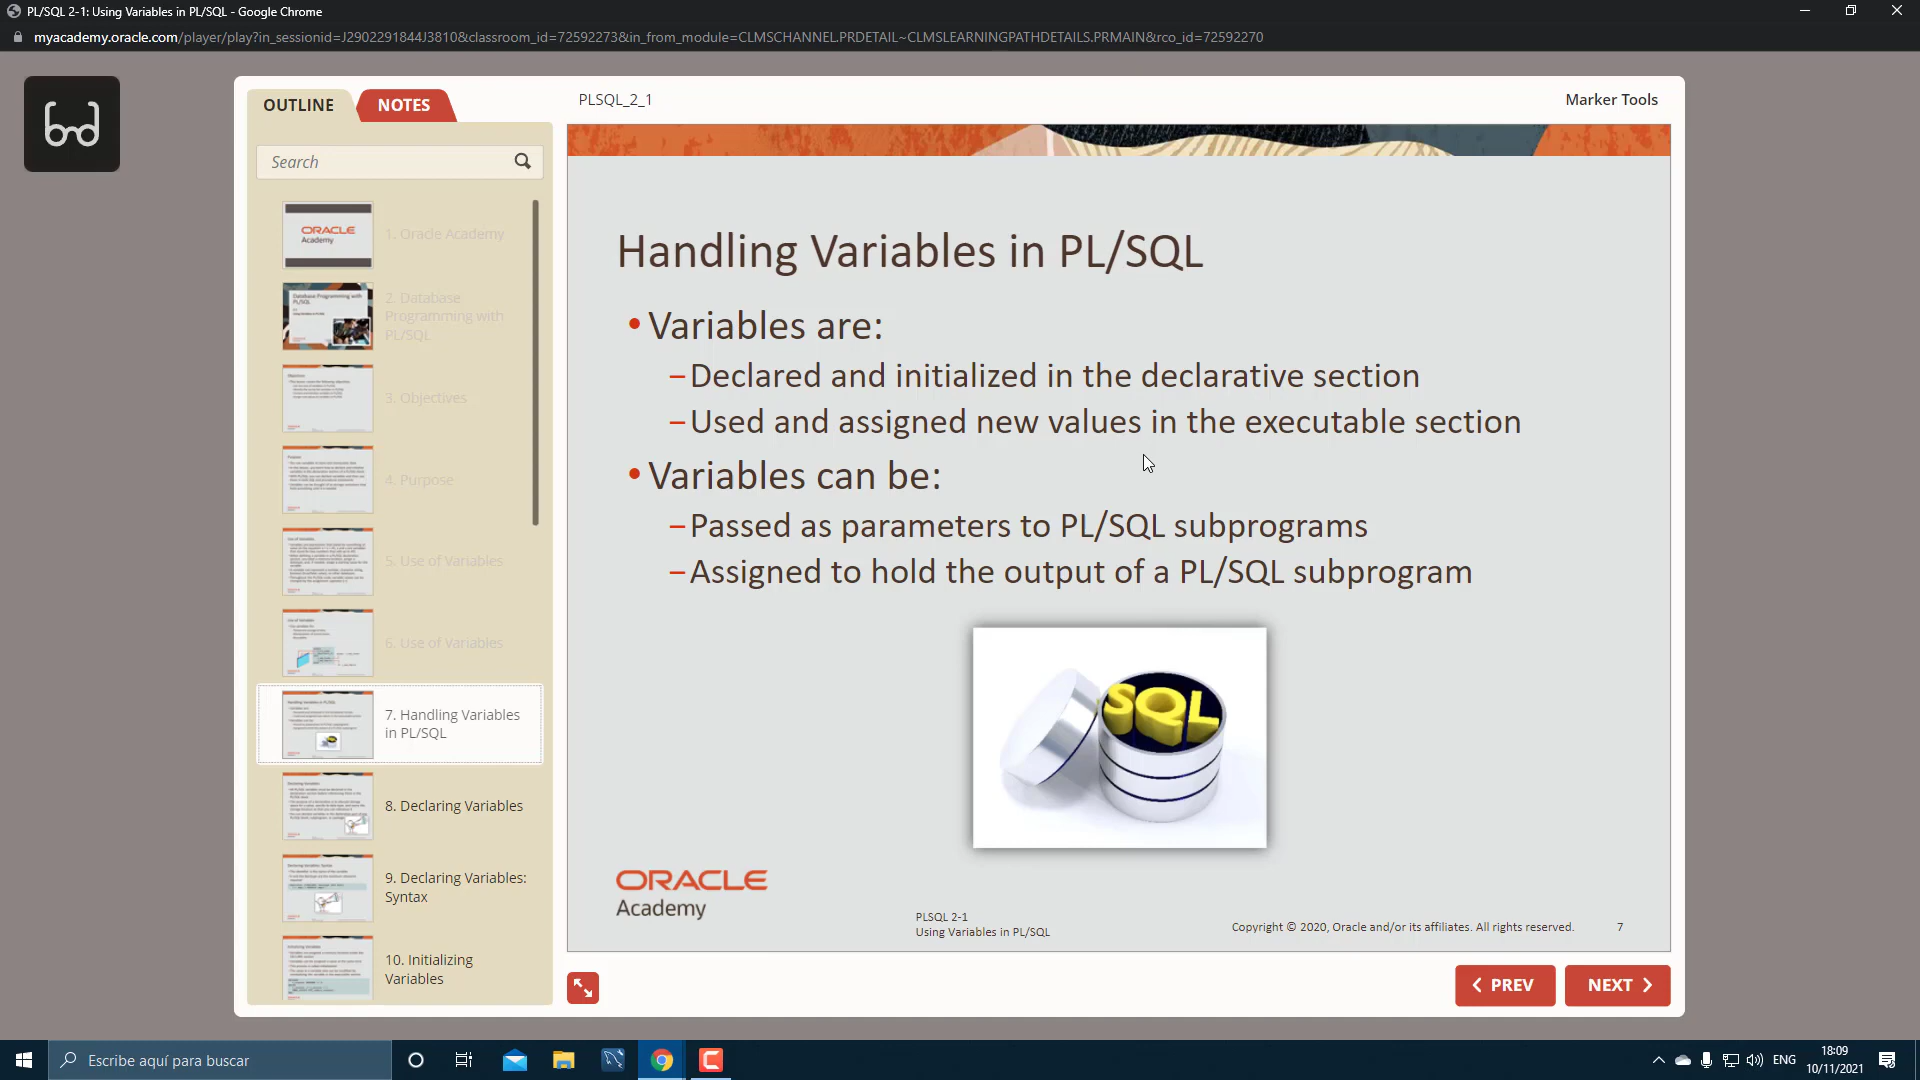 PL/SQL 2-1: Using Variables in PL/SQL - Google Chrome
myacademy.oracle.com/player/play?in_sessionid=J2902291844J3810&classroom_id=72592273&in_from_module=CLMSCHANNEL.PRDETAIL~CLMSLEARNINGPATHDETAILS.PRMAIN&rco_id=72592270
OUTLINE
NOTES
Search
ORACLE
Academy
1. Oracle Academy
Database Programming with
PL/SQL
2. Database
Programming with
PL/SQL
3. Objectives
4. Purpose
5. Use of Variables
6. Use of Variables
7. Handling Variables
in PL/SQL
8. Declaring Variables
9. Declaring Variables:
Syntax
10. Initializing
Variables
PLSQL_2_1
Marker Tools
Handling Variables in PL/SQL
•Variables are:
–Declared and initialized in the declarative section
–Used and assigned new values in the executable section
•Variables can be:
–Passed as parameters to PL/SQL subprograms
–Assigned to hold the output of a PL/SQL subprogram
SQL
ORACLE
Academy
PLSQL 2-1
Using Variables in PL/SQL
Copyright © 2020, Oracle and/or its affiliates. All rights reserved.
7
PREV
NEXT
Escribe aquí para buscar
ENG
18:09
10/11/2021